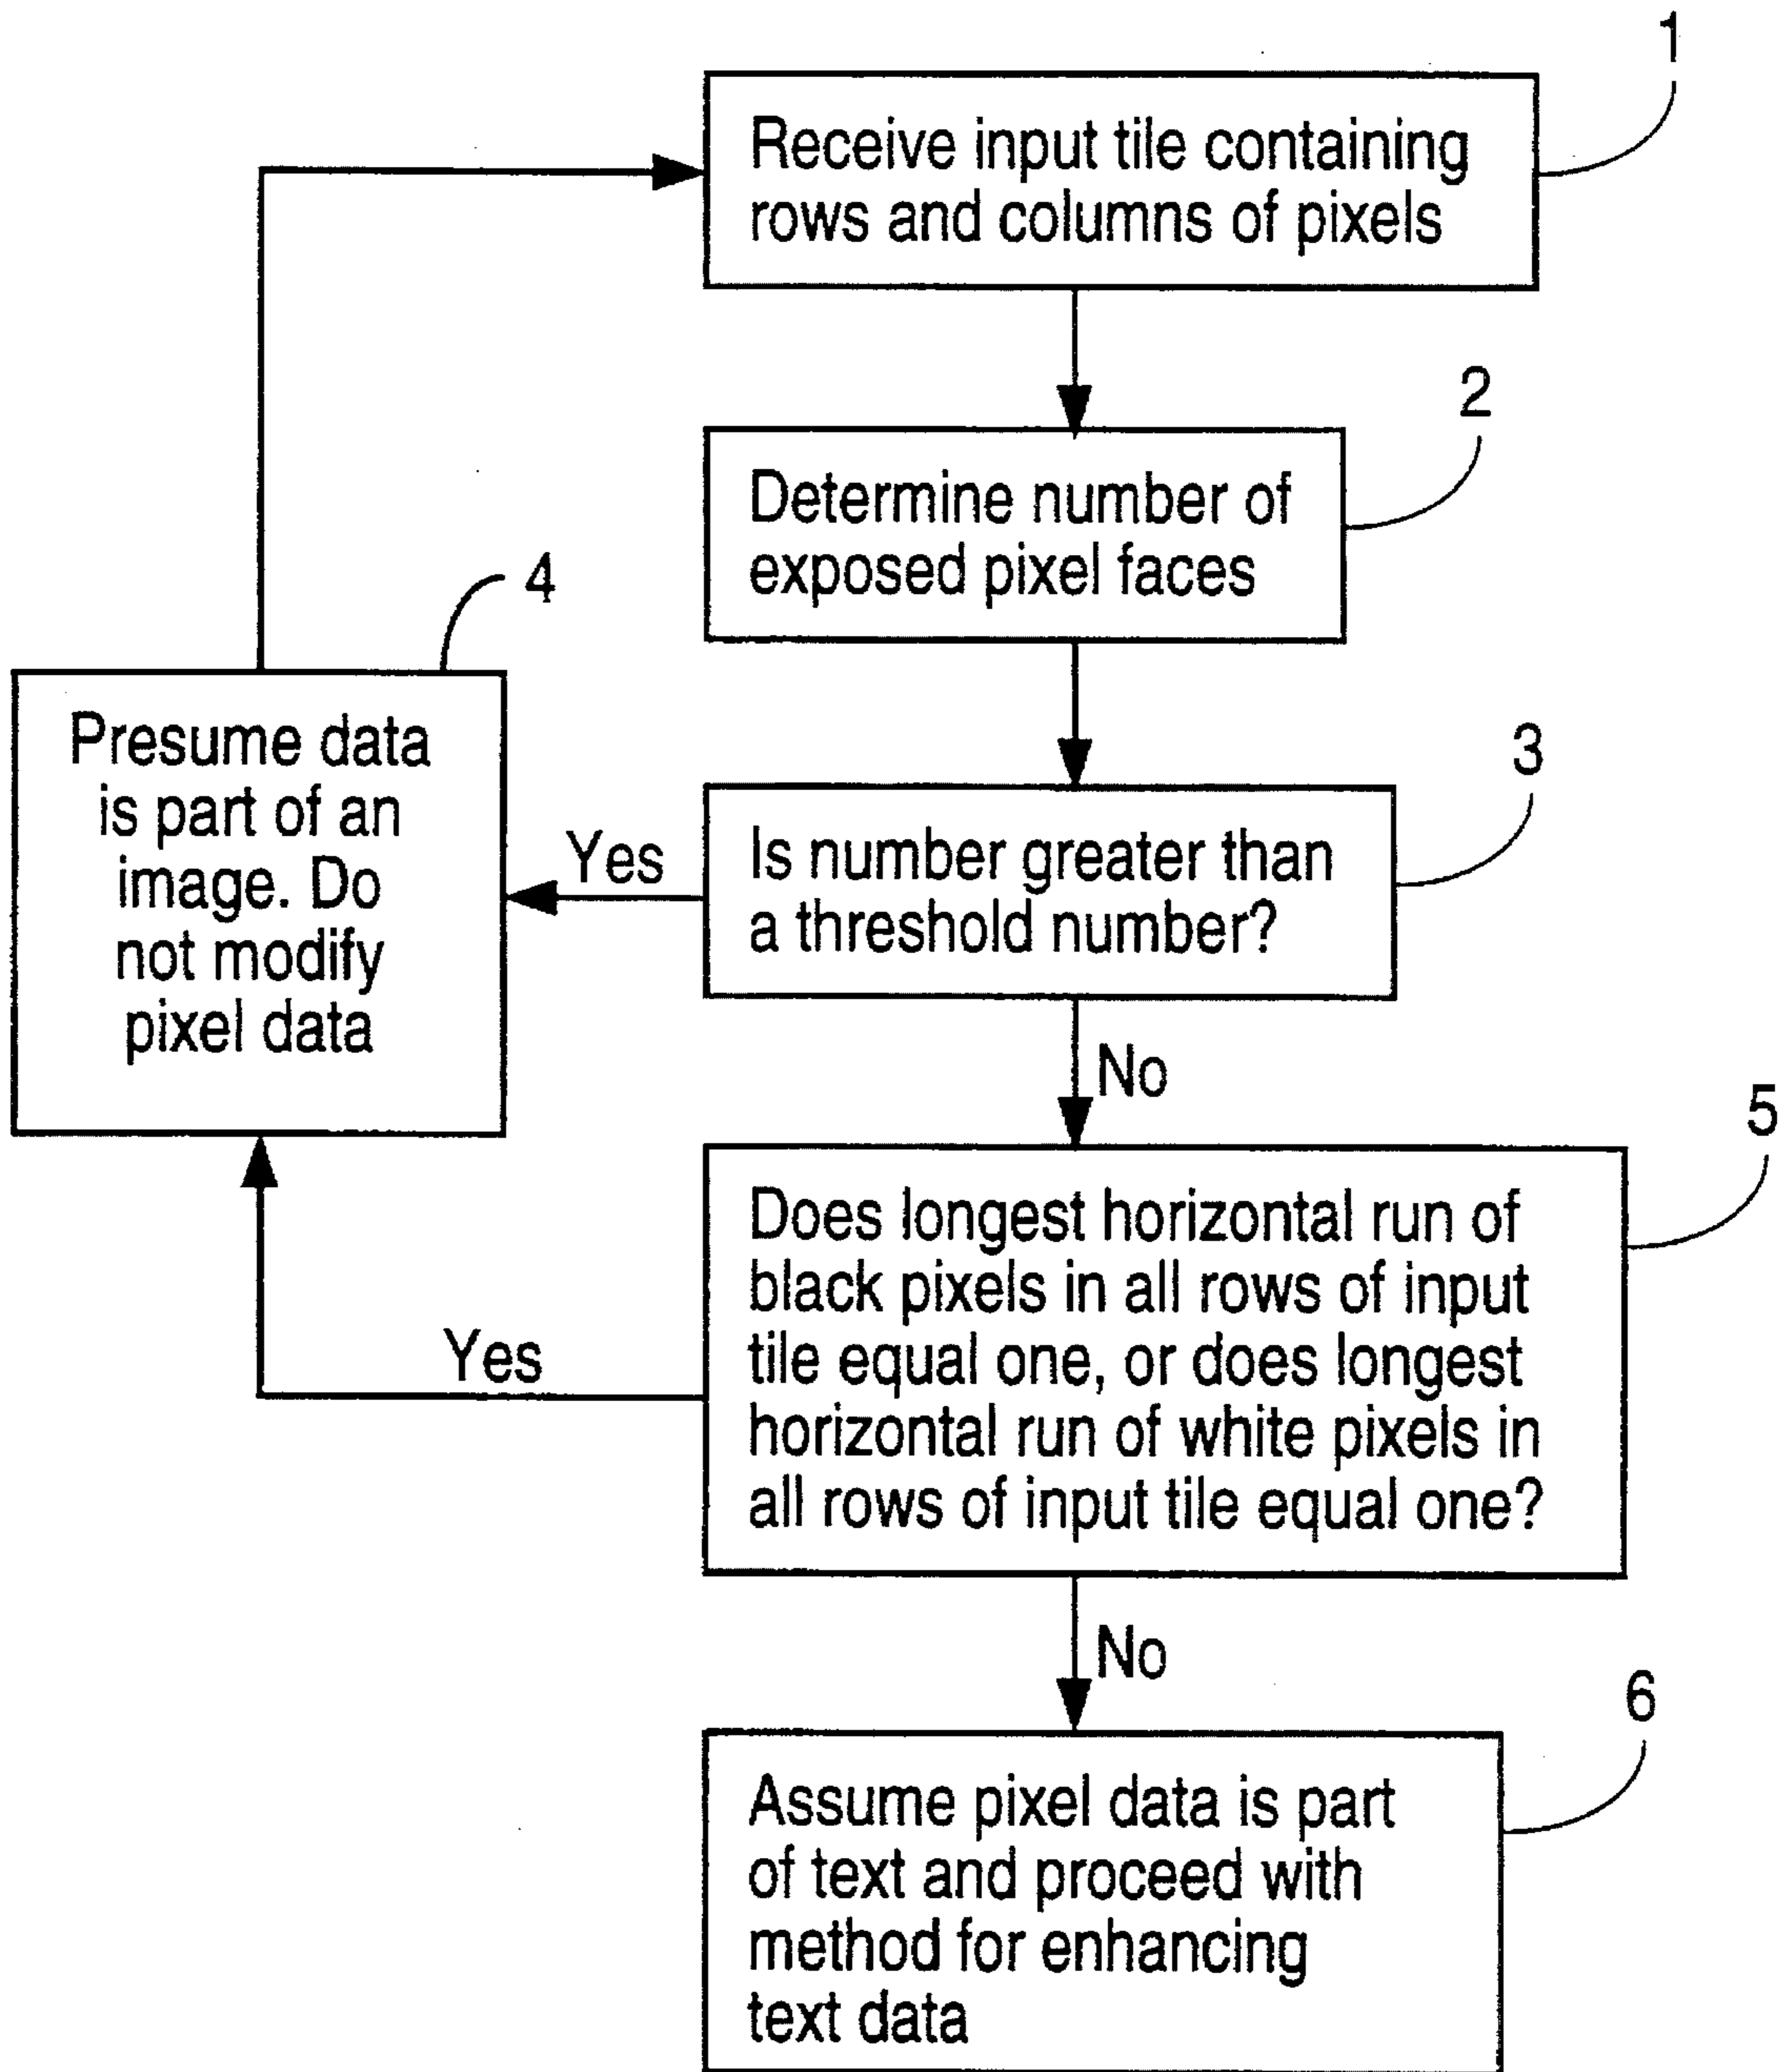 1
Receive input tile containing
rows and columns of pixels
2
Determine number of
exposed pixel faces
3
Is number greater than
a threshold number?
Yes
4
Presume data
is part of an
image. Do
not modify
pixel data
No
5
Does longest horizontal run of
black pixels in all rows of input
tile equal one, or does longest
horizontal run of white pixels in
all rows of input tile equal one?
Yes
No
6
Assume pixel data is part
of text and proceed with
method for enhancing
text data